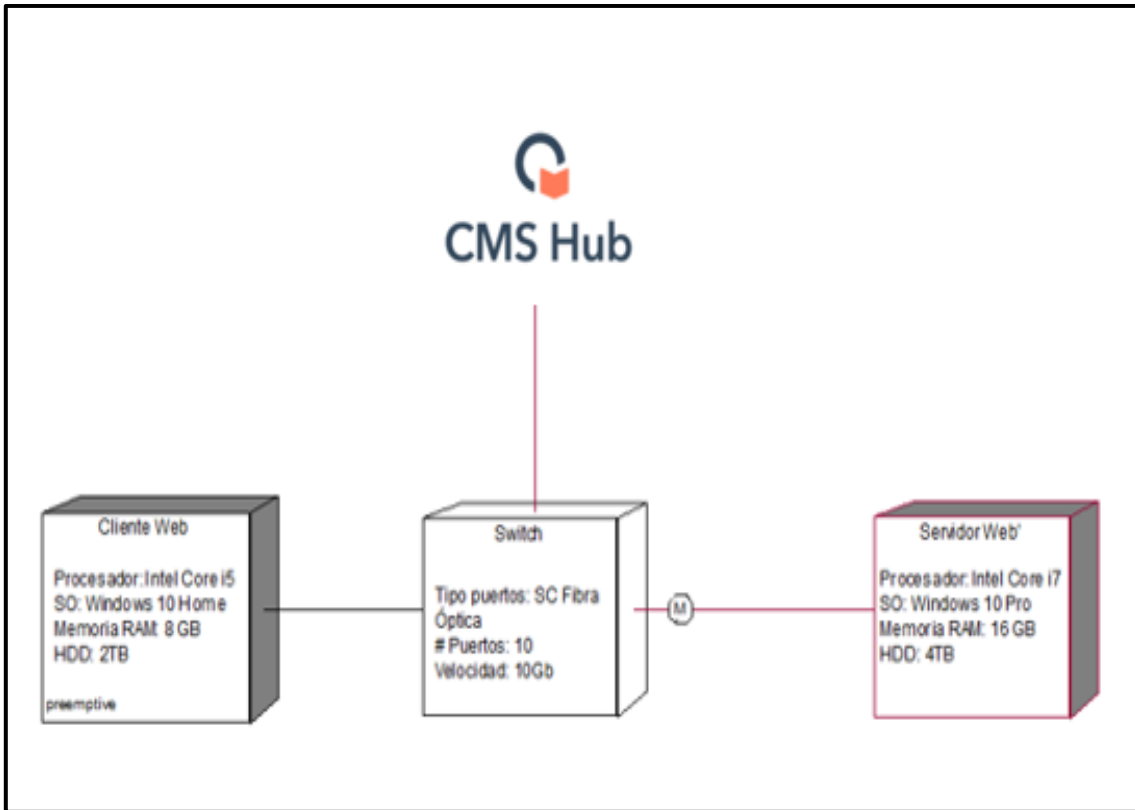 CMS Hub
Cliente Web
Procesador: Intel Core i5
SO: Windows 10 Home
Memoria RAM: 8 GB
HDD: 2TB
preemptive
Switch
Tipo puertos: SC Fibra
Óptica
# Puertos: 10
Velocidad: 10Gb
M
Servidor Web'
Procesador: Intel Core i7
SO: Windows 10 Pro
Memoria RAM: 16 GB
HDD: 4TB